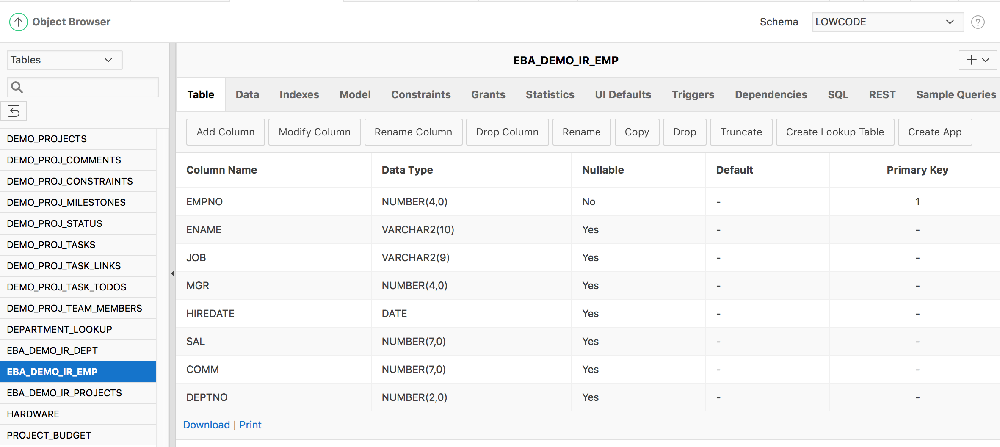 Object Browser
Schema LOWCODE ?
Tables
DEMO_PROJECTS
DEMO_PROJ_COMMENTS
DEMO_PROJ_CONSTRAINTS
DEMO_PROJ_MILESTONES
DEMO_PROJ_STATUS
DEMO_PROJ_TASKS
DEMO_PROJ_TASK_LINKS
DEMO_PROJ_TASK_TODOS
DEMO_PROJ_TEAM_MEMBERS
DEPARTMENT_LOOKUP
EBA_DEMO_IR_DEPT
EBA_DEMO_IR_EMP
EBA_DEMO_IR_PROJECTS
HARDWARE
PROJECT_BUDGET
EBA_DEMO_IR_EMP
Table Data Indexes Model Constraints Grants Statistics UI Defaults Triggers Dependencies SQL REST Sample Queries
Add Column Modify Column Rename Column Drop Column Rename Copy Drop Truncate Create Lookup Table Create App
Column Name Data Type Nullable Default Primary Key
EMPNO NUMBER(4,0) No - 1
ENAME VARCHAR2(10) Yes - -
JOB VARCHAR2(9) Yes - -
MGR NUMBER(4,0) Yes - -
HIREDATE DATE Yes - -
SAL NUMBER(7,0) Yes - -
COMM NUMBER(7,0) Yes - -
DEPTNO NUMBER(2,0) Yes - -
Download | Print